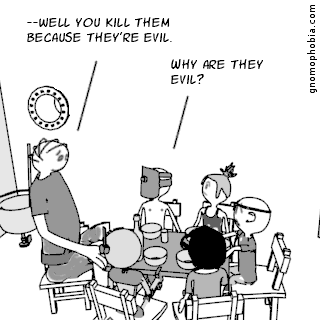 --WELL YOU KILL THEM
BECAUSE THEY'RE EVIL.
WHY ARE THEY
EVIL?
gnomophobia.com